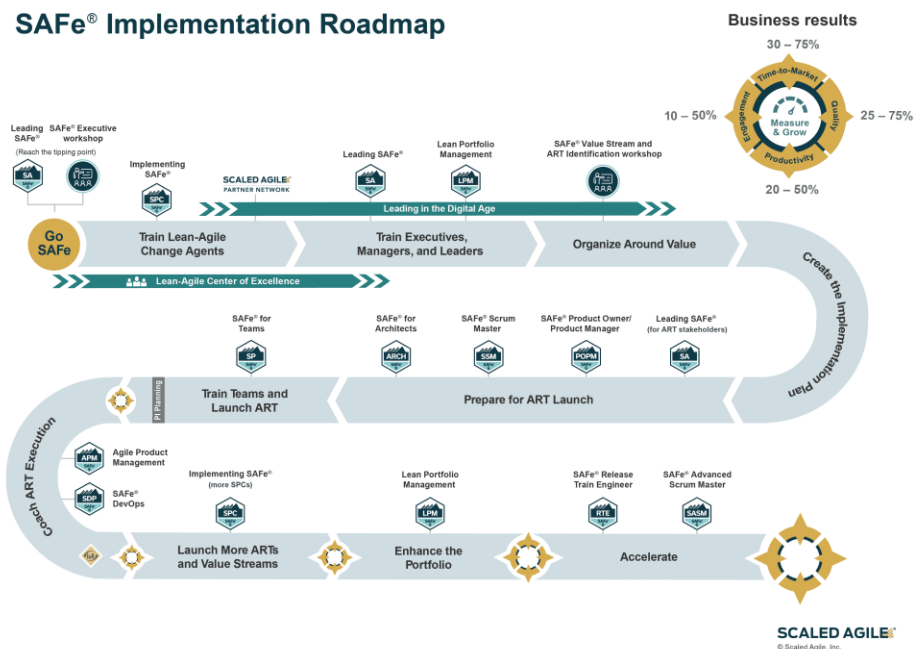 SAFe® Implementation Roadmap
Business results
30 – 75%
Time-to-Market
10 – 50%
Engagement
Measure
& Grow
Quality
25 – 75%
Productivity
20 – 50%
Leading
SAFe®
SAFe® Executive
workshop
(Reach the tipping point)
SA
Implementing
SAFe®
SPC
SCALED AGILE®
PARTNER NETWORK
Leading SAFe®
SA
Lean Portfolio
Management
LPM
SAFe® Value Stream and
ART Identification workshop
Leading in the Digital Age
Go
SAFe
Train Lean-Agile
Change Agents
Train Executives,
Managers, and Leaders
Organize Around Value
Create the Implementation Plan
Lean-Agile Center of Excellence
SAFe® for
Teams
SP
SAFe® for
Architects
ARCH
SAFe® Scrum
Master
SSM
SAFe® Product Owner/
Product Manager
POPM
Leading SAFe®
(for ART stakeholders)
SA
PI Planning
Train Teams and
Launch ART
Prepare for ART Launch
Coach ART Execution
APM
Agile Product
Management
SDP
SAFe®
DevOps
Implementing SAFe®
(more SPCs)
SPC
Lean Portfolio
Management
LPM
SAFe® Release
Train Engineer
RTE
SAFe® Advanced
Scrum Master
SASM
I&A
Launch More ARTs
and Value Streams
Enhance the
Portfolio
Accelerate
SCALED AGILE®
© Scaled Agile, Inc.